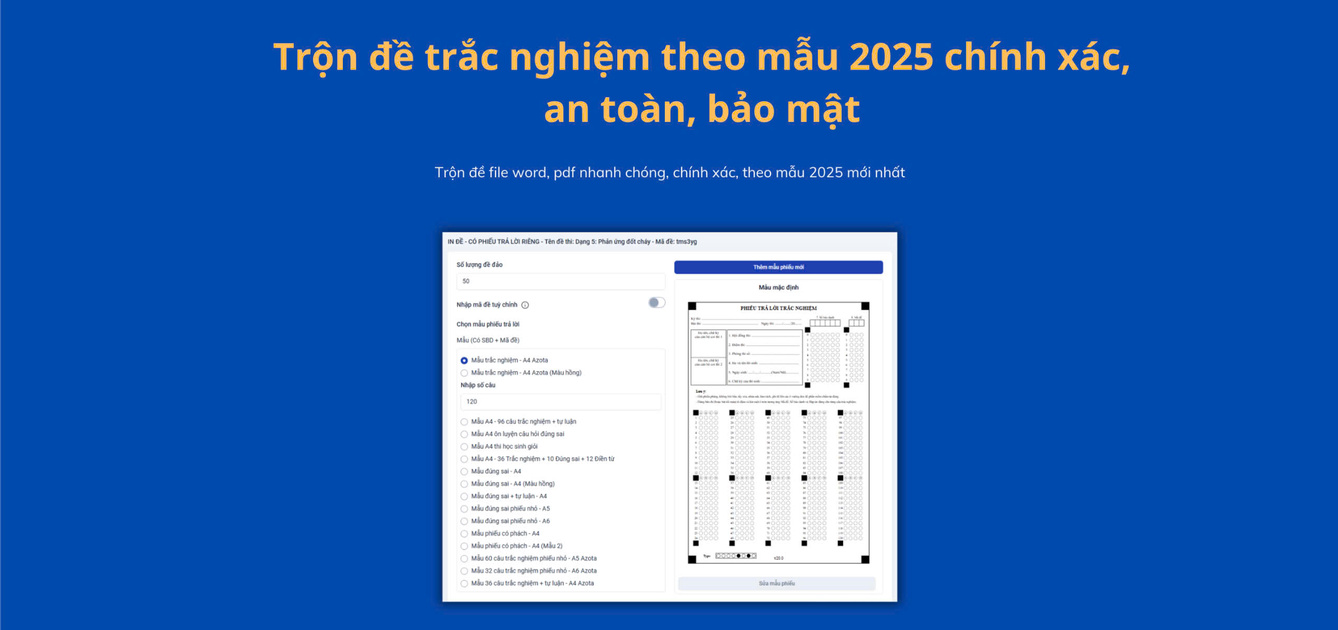 Trộn đề trắc nghiệm theo mẫu 2025 chính xác,
an toàn, bảo mật
Trộn đề file word, pdf nhanh chóng, chính xác, theo mẫu 2025 mới nhất
IN ĐỀ - CÓ PHIẾU TRẢ LỜI RIÊNG - Tên đề thi: Dạng 5: Phản ứng đốt cháy - Mã đề: tms3yg
Số lượng đề đảo
50
Nhập mã đề tuỳ chỉnh
Chọn mẫu phiếu trả lời
Mẫu (Có SBD + Mã đề)
Mẫu trắc nghiệm - A4 Azota
Mẫu trắc nghiệm - A4 Azota (Màu hồng)
Nhập số câu
120
Mẫu A4 - 96 câu trắc nghiệm + tự luận
Mẫu A4 ôn luyện câu hỏi đúng sai
Mẫu A4 thi học sinh giỏi
Mẫu A4 - 36 Trắc nghiệm + 10 Đúng sai + 12 Điền từ
Mẫu đúng sai - A4
Mẫu đúng sai - A4 (Màu hồng)
Mẫu đúng sai + tự luận - A4
Mẫu đúng sai phiếu nhỏ - A5
Mẫu đúng sai phiếu nhỏ - A6
Mẫu phiếu có phách - A4
Mẫu phiếu có phách - A4 (Mẫu 2)
Mẫu 60 câu trắc nghiệm phiếu nhỏ - A5 Azota
Mẫu 32 câu trắc nghiệm phiếu nhỏ - A6 Azota
Mẫu 36 câu trắc nghiệm + tự luận - A4 Azota
Thêm mẫu phiếu mới
Mẫu mặc định
PHIẾU TRẢ LỜI TRẮC NGHIỆM
Sửa mẫu phiếu